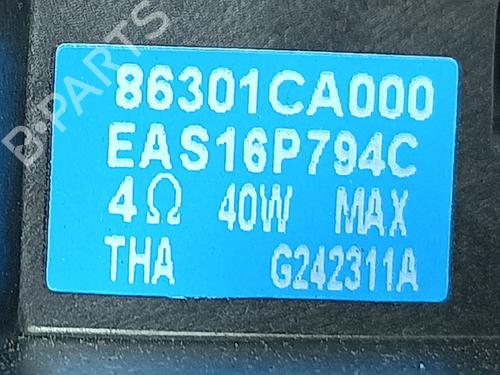 B-PARTS
86301CA000
EAS16P794C
4Ω 40W MAX
THA G242311A